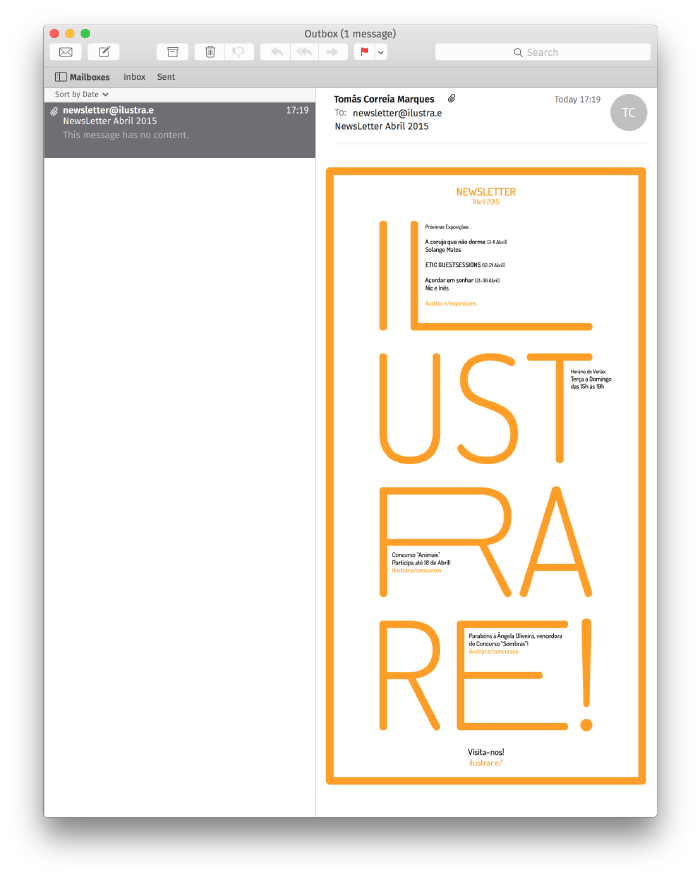 Outbox (1 message)
Search
Mailboxes Inbox Sent
Sort by Date
newsletter@ilustra.e 17:19
NewsLetter Abril 2015
This message has no content.
Tomás Correia Marques Today 17:19
To: newsletter@ilustra.e
NewsLetter Abril 2015
TC
NEWSLETTER
Abril 2015
IL
Próximas Exposições:
A coruja que não dorme (2-11 Abril)
Solange Matos
ETIC GUESTSESSIONS (12-21 Abril)
Acordar em sonhar (23-30 Abril)
Nic e Inês
ilustrar.e/exposicoes
UST
Horário de Verão:
Terça a Domingo
das 15h às 19h
RA
Concurso "Animais"
Participa até 18 de Abril!
ilustrar.e/concursos
RE!
Parabéns à Ângela Oliveira, vencedora
do Concurso "Sombras"!
ilustrar.e/concursos
Visita-nos!
ilustrar.e/